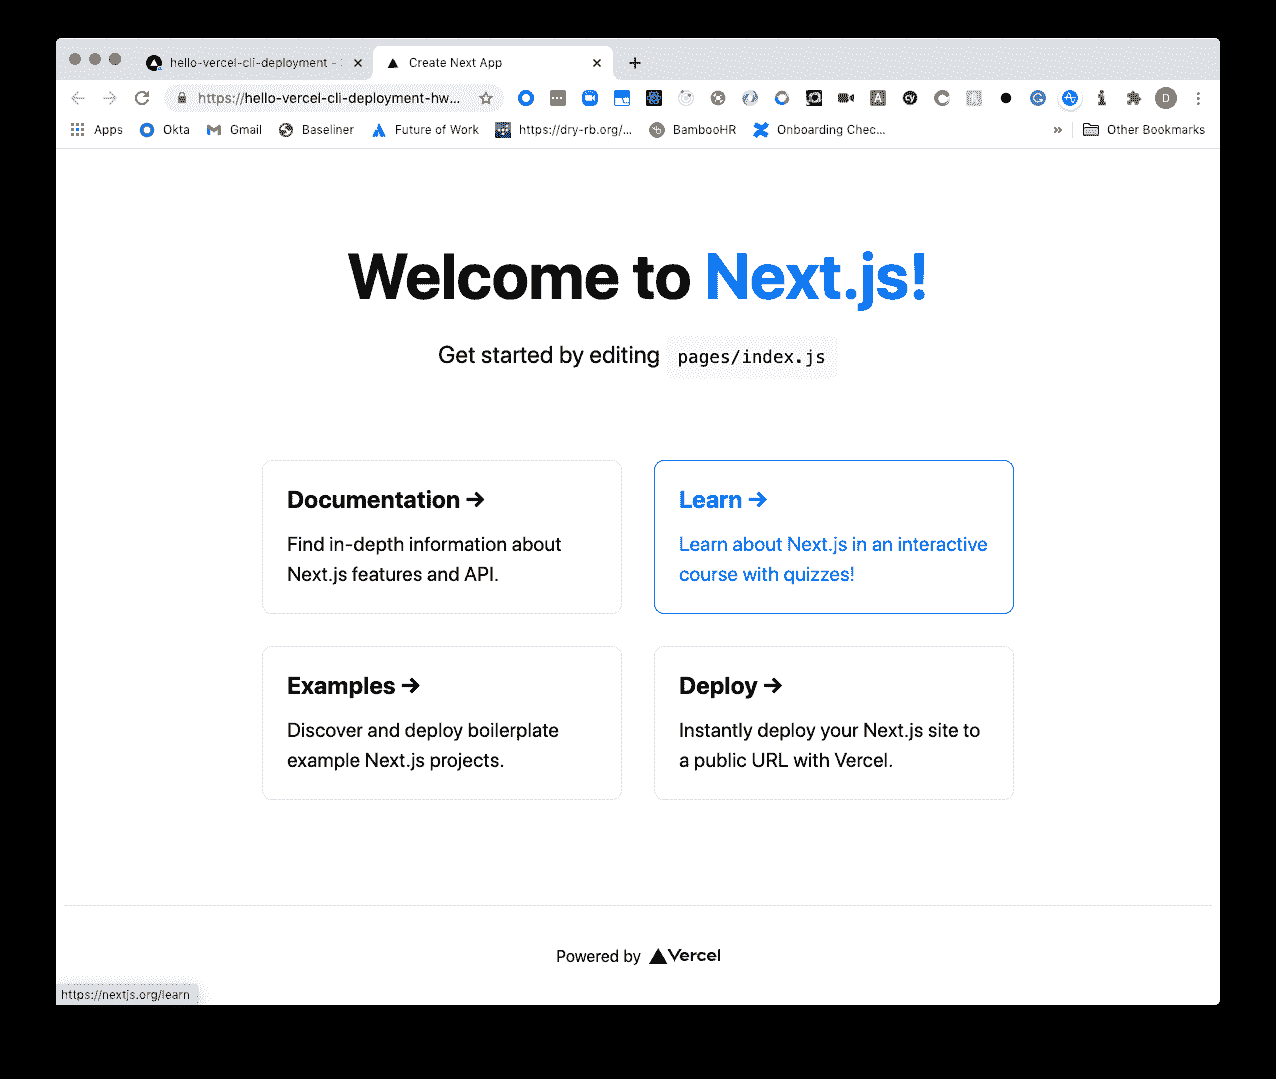 hello-vercel-cli-deployment -
Create Next App
https://hello-vercel-cli-deployment-hw...
D
Apps
Okta
Gmail
Baseliner
Future of Work
https://dry-rb.org/...
BambooHR
Onboarding Chec...
»
Other Bookmarks
Welcome to Next.js!
Get started by editing pages/index.js
Documentation →
Find in-depth information about
Next.js features and API.
Learn →
Learn about Next.js in an interactive
course with quizzes!
Examples →
Discover and deploy boilerplate
example Next.js projects.
Deploy →
Instantly deploy your Next.js site to
a public URL with Vercel.
Powered by Vercel
https://nextjs.org/learn